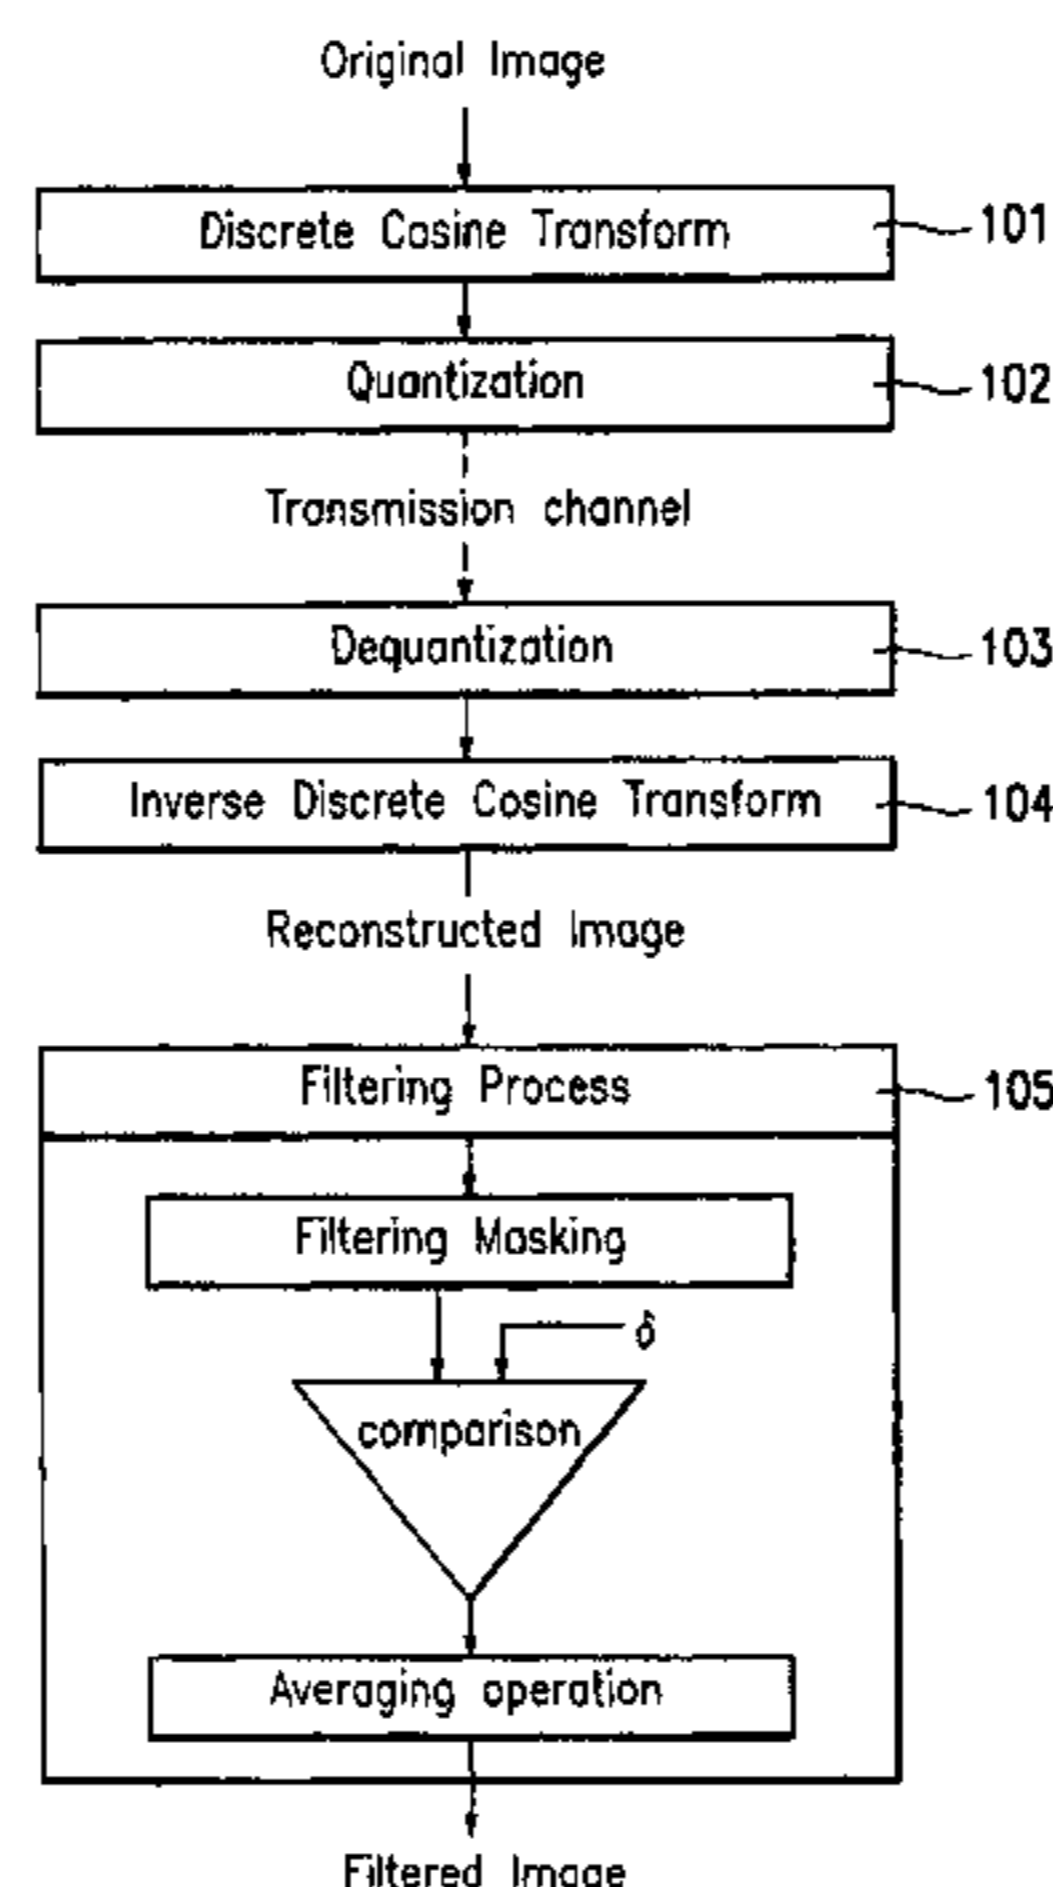 Original Image
Discrete Cosine Transform
101
Quantization
102
Transmission channel
Dequantization
103
Inverse Discrete Cosine Transform
104
Reconstructed Image
Filtering Process
105
Filtering Masking
δ
comparison
Averaging operation
Filtered Image